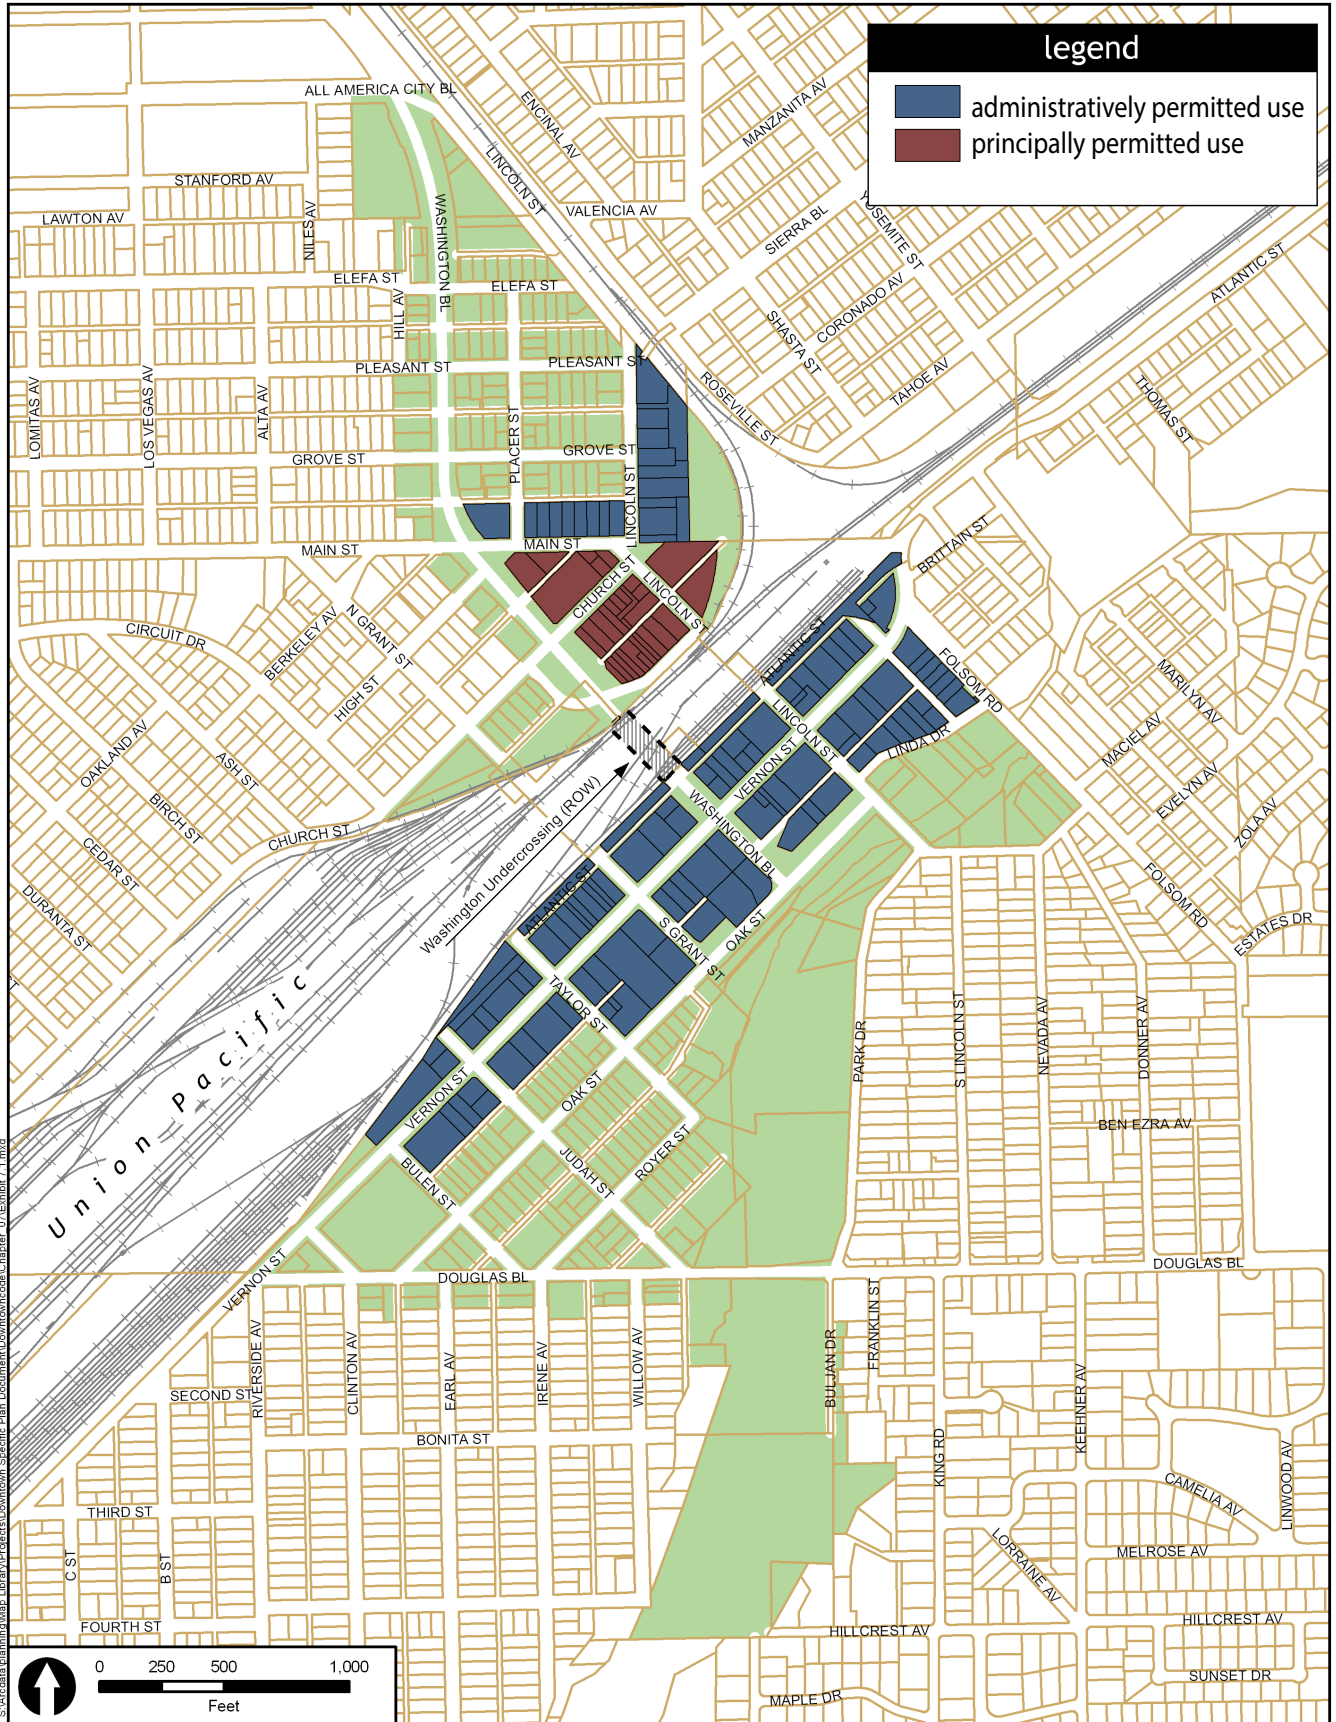 legend
administratively permitted use
principally permitted use
ALL AMERICA CITY BL
ENCINAL AV
MANZANITA AV
LINCOLN ST
STANFORD AV
LAWTON AV
NILES AV
WASHINGTON BL
VALENCIA AV
SIERRA BL
YOSEMITE ST
ATLANTIC ST
ELEFA ST
ELEFA ST
HILL AV
SHASTA ST
CORONADO AV
PLEASANT ST
PLEASANT ST
TAHOE AV
ROSEVILLE ST
THOMAS ST
LOMITAS AV
LOS VEGAS AV
ALTA AV
PLACER ST
GROVE ST
GROVE ST
LINCOLN ST
MAIN ST
MAIN ST
BRITTAIN ST
CHURCH ST
LINCOLN ST
CIRCUIT DR
BERKELEY AV
N GRANT ST
HIGH ST
ATLANTIC ST
FOLSOM RD
MARILYN AV
LINCOLN ST
LINDA DR
MACIEL AV
OAKLAND AV
ASH ST
VERNON ST
EVELYN AV
BIRCH ST
CHURCH ST
Washington Undercrossing (ROW)
WASHINGTON BL
ZOLA AV
CEDAR ST
DURANTA ST
ATLANTIC ST
FOLSOM RD
ESTATES DR
S GRANT ST
OAK ST
Union Pacific
TAYLOR ST
PARK DR
S LINCOLN ST
NEVADA AV
DONNER AV
VERNON ST
OAK ST
BEN EZRA AV
ROYER ST
JUDAH ST
BULEN ST
VERNON ST
DOUGLAS BL
DOUGLAS BL
RIVERSIDE AV
CLINTON AV
EARL AV
IRENE AV
WILLOW AV
BULJAN DR
FRANKLIN ST
SECOND ST
BONITA ST
KING RD
KEEHNER AV
CAMELIA AV
LINWOOD AV
THIRD ST
C ST
B ST
LORRAINE AV
MELROSE AV
FOURTH ST
HILLCREST AV
HILLCREST AV
SUNSET DR
MAPLE DR
0 250 500 1,000
Feet